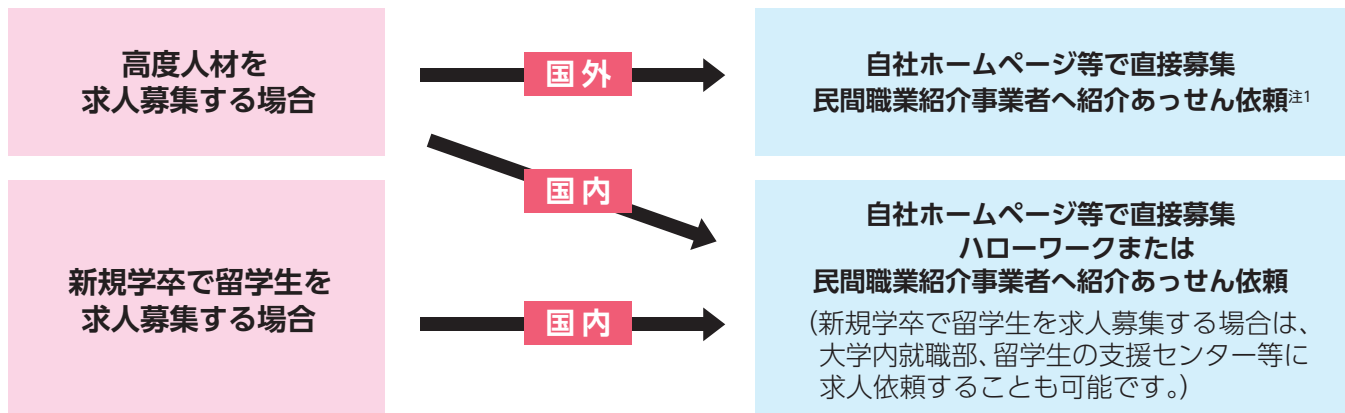 高度人材を
求人募集する場合
国外
自社ホームページ等で直接募集
民間職業紹介事業者へ紹介あっせん依頼注1
国内
新規学卒で留学生を
求人募集する場合
国内
自社ホームページ等で直接募集
ハローワークまたは
民間職業紹介事業者へ紹介あっせん依頼
（新規学卒で留学生を求人募集する場合は、
大学内就職部、留学生の支援センター等に
求人依頼することも可能です。）